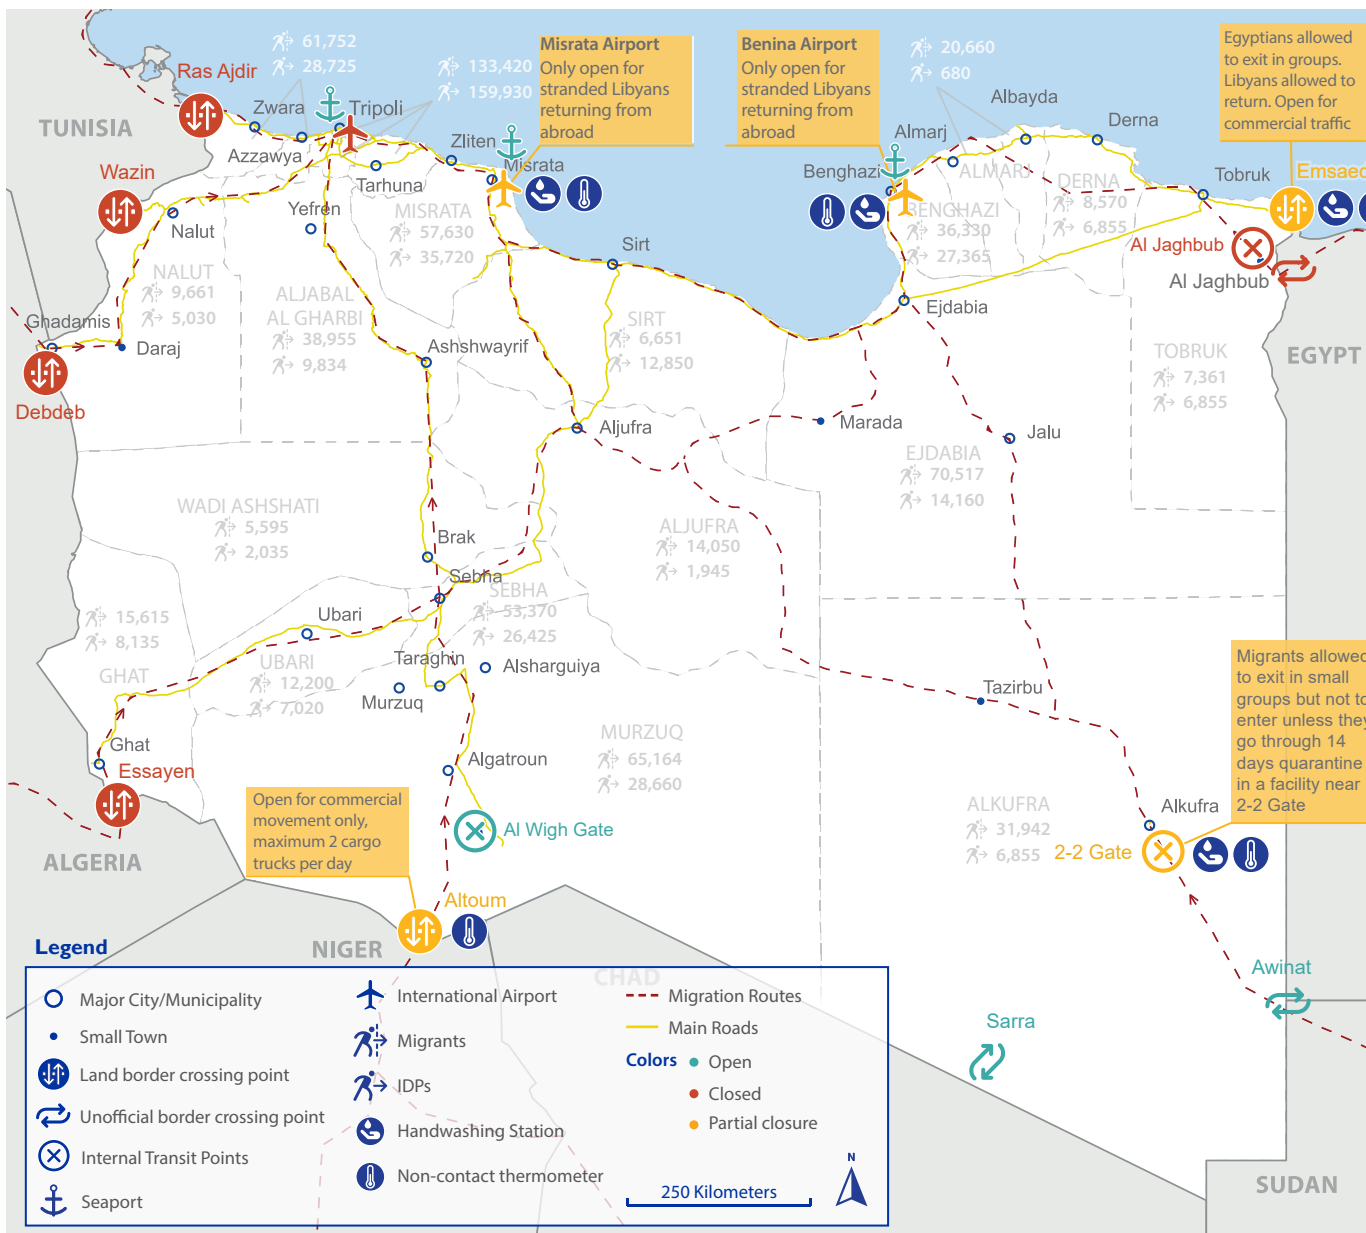 61,752
28,725
133,420
159,930
Misrata Airport
Only open for
stranded Libyans
returning from
abroad
Benina Airport
Only open for
stranded Libyans
returning from
abroad
20,660
680
Egyptians allowed
to exit in groups.
Libyans allowed to
return. Open for
commercial traffic
Ras Ajdir
Zwara
Tripoli
TUNISIA
Azzawya
Zliten
Misrata
Tarhuna
Albayda
Almarj
Derna
Wazin
Nalut
Yefren
MISRATA
57,630
35,720
Benghazi
BENGHAZI
36,330
27,365
ALMARJ
DERNA
8,570
6,855
Tobruk
Emsaed
Al Jaghbub
Al Jaghbub
NALUT
9,661
5,030
ALJABAL
AL GHARBI
38,955
9,834
Sirt
SIRT
6,651
12,850
Ejdabia
Ghadamis
Daraj
Debdeb
Ashshwayrif
TOBRUK
7,361
6,855
EGYPT
Aljufra
Marada
Jalu
EJDABIA
70,517
14,160
WADI ASHSHATI
5,595
2,035
ALJUFRA
14,050
1,945
Brak
Sebha
SEBHA
53,370
26,425
15,615
8,135
GHAT
Ubari
UBARI
12,200
7,020
Taraghin
Murzuq
Alsharguiya
MURZUQ
65,164
28,660
Tazirbu
Migrants allowed
to exit in small
groups but not to
enter unless they
go through 14
days quarantine
in a facility near
2-2 Gate
Ghat
Essayen
Algatroun
Al Wigh Gate
Open for commercial
movement only,
maximum 2 cargo
trucks per day
ALKUFRA
31,942
6,855
Alkufra
2-2 Gate
ALGERIA
Altoum
NIGER
CHAD
Awinat
Sarra
SUDAN
Legend
Major City/Municipality
Small Town
Land border crossing point
Unofficial border crossing point
Internal Transit Points
Seaport
International Airport
Migrants
IDPs
Handwashing Station
Non-contact thermometer
Migration Routes
Main Roads
Colors
Open
Closed
Partial closure
250 Kilometers
N